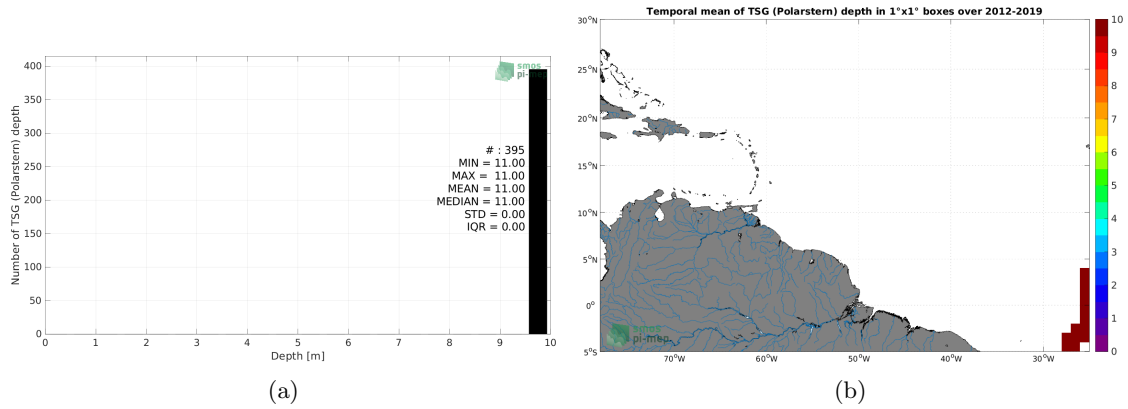 400
350
300
250
200
150
100
50
0
Number of TSG (Polarstern) depth
smos
pi-mep
# : 395
MIN = 11.00
MAX = 11.00
MEAN = 11.00
MEDIAN = 11.00
STD = 0.00
IQR = 0.00
0 1 2 3 4 5 6 7 8 9 10
Depth [m]
(a)
Temporal mean of TSG (Polarstern) depth in 1°x1° boxes over 2012-2019
30°N
25°N
20°N
15°N
10°N
5°N
0°
5°S
70°W 60°W 50°W 40°W 30°W
smos
pi-mep
10
9
8
7
6
5
4
3
2
1
0
(b)